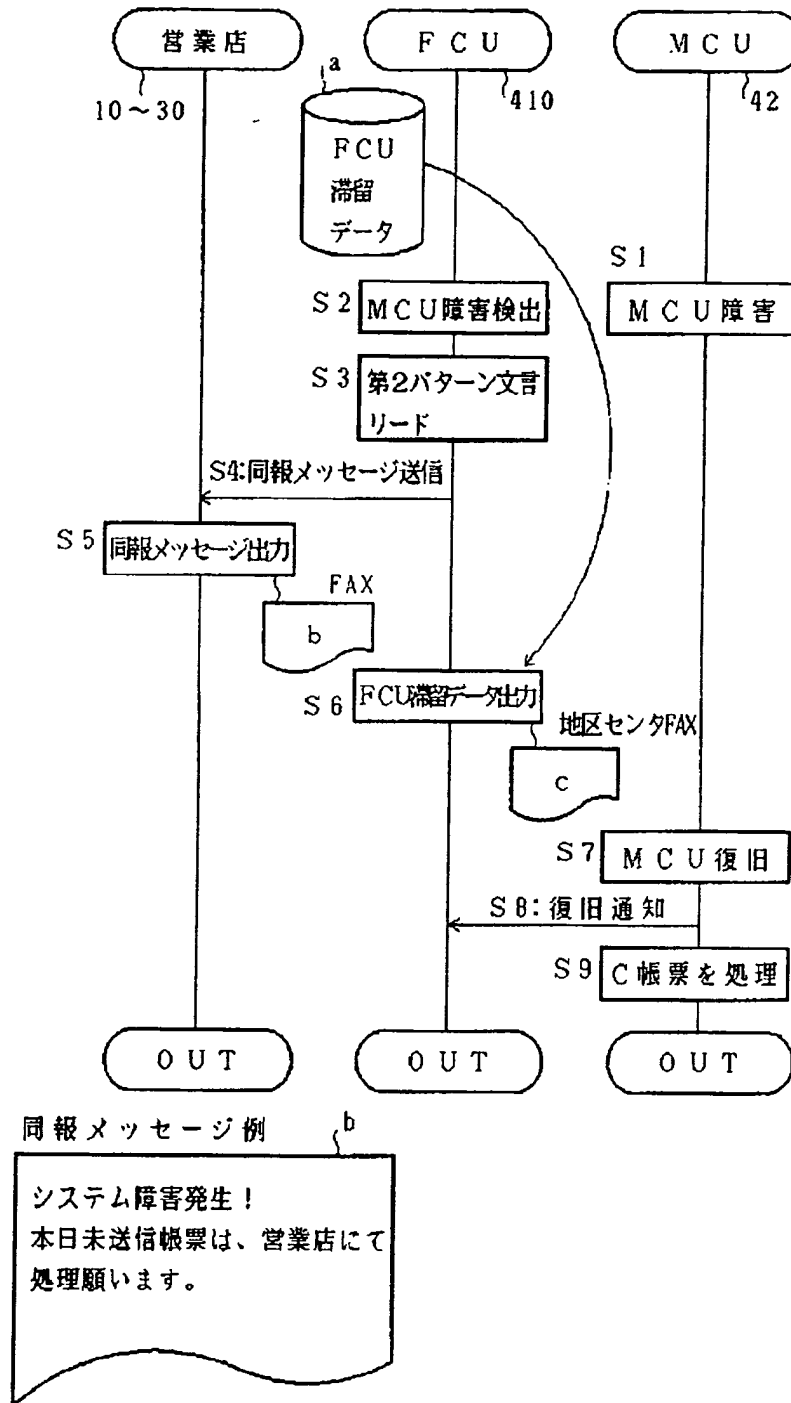 営業店
FCU
MCU
10～30
a
410
42
FCU
滞留
データ
S1
S2
MCU障害検出
MCU障害
S3
第2パターン文言
リード
S4:同報メッセージ送信
S5
同報メッセージ出力
FAX
b
S6
FCU滞留データ出力
地区センタFAX
c
S7
MCU復旧
S8:復旧通知
S9
C帳票を処理
OUT
OUT
OUT
同報メッセージ例
b
システム障害発生！
本日未送信帳票は、営業店にて
処理願います。